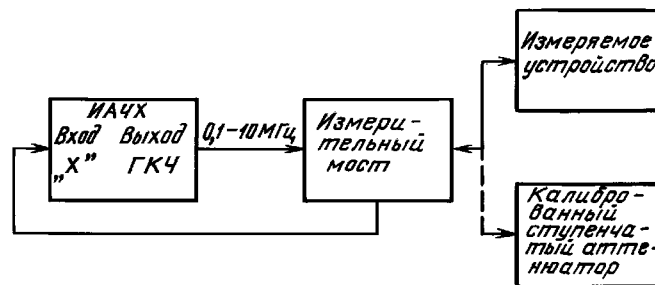 ИАЧХ
Вход Выход
„Х” ГКЧ
0,1–10 МГц
Измери-
тельный
мост
Измеряемое
устройство
Калибро-
ванный
ступенча-
тый атте-
нюатор